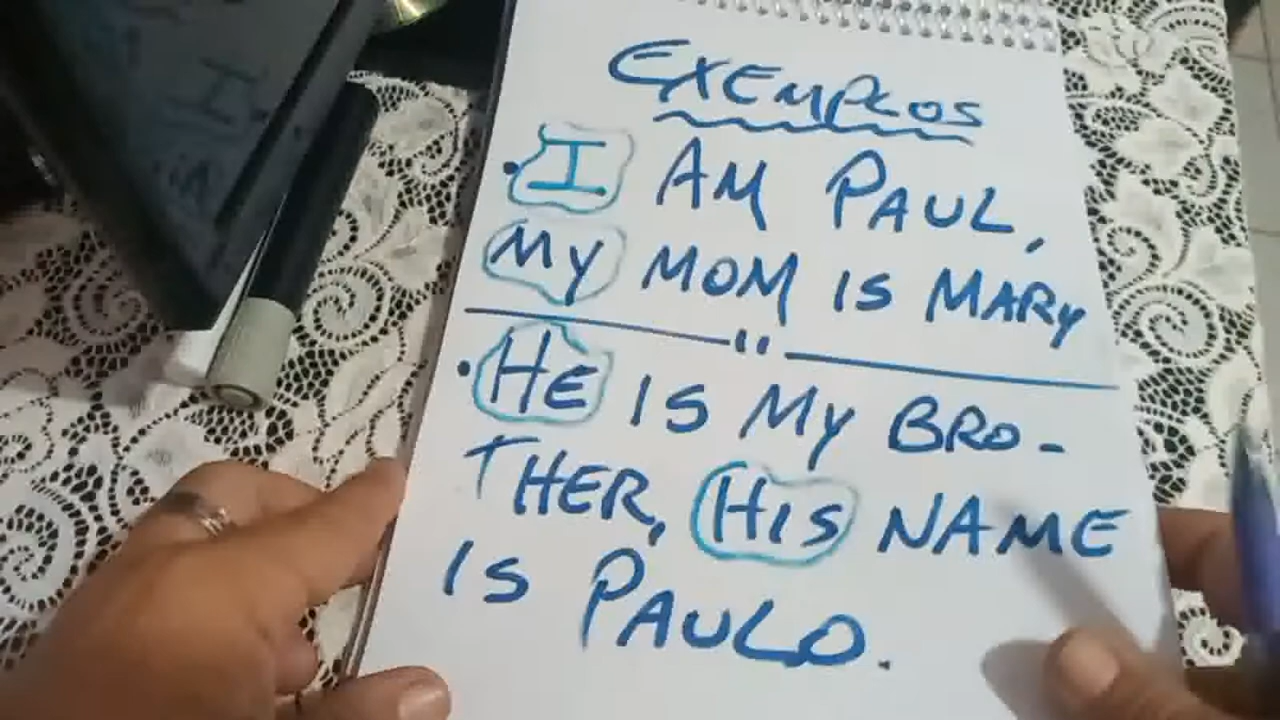 EXEMPLOS
• I AM PAUL,
MY MOM IS MARY
"
• HE IS MY BRO-
THER, HIS NAME
IS PAULO.